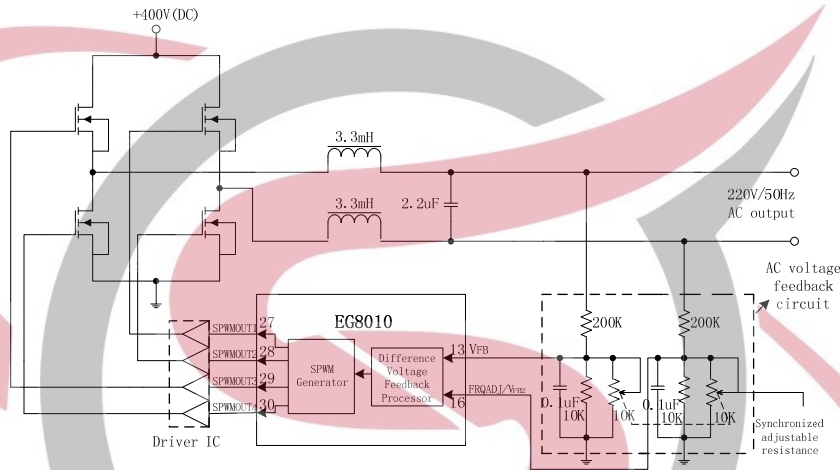 +400V(DC)
3.3mH
3.3mH
2.2uF
220V/50Hz
AC output
AC voltage
feedback
circuit
EG8010
SPWMOUT1 27
SPWMOUT2 28
SPWMOUT3 29
SPWMOUT4 30
SPWM
Generator
Difference
Voltage
Feedback
Processor
13 VFB
FRQADJ/VFB2
16
200K
200K
0.1uF
10K
10K
0.1uF
10K
10K
Driver IC
Synchronized
adjustable
resistance